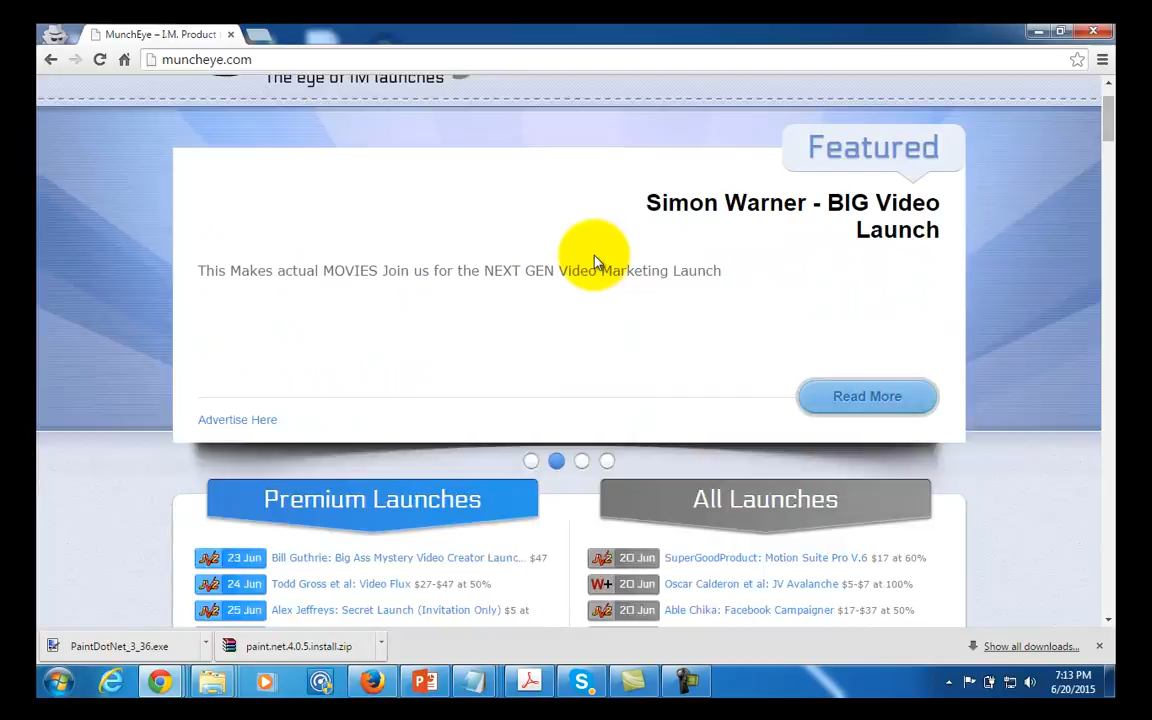 MunchEye – I.M. Product
muncheye.com
The eye of IM launches
Featured
Simon Warner - BIG Video
Launch
This Makes actual MOVIES Join us for the NEXT GEN Video Marketing Launch
Read More
Advertise Here
Premium Launches
All Launches
23 Jun Bill Guthrie: Big Ass Mystery Video Creator Launc... $47
24 Jun Todd Gross et al: Video Flux $27-$47 at 50%
25 Jun Alex Jeffreys: Secret Launch (Invitation Only) $5 at
20 Jun SuperGoodProduct: Motion Suite Pro V.6 $17 at 60%
W+ 20 Jun Oscar Calderon et al: JV Avalanche $5-$7 at 100%
20 Jun Able Chika: Facebook Campaigner $17-$37 at 50%
PaintDotNet_3_36.exe
paint.net.4.0.5.install.zip
Show all downloads...
7:13 PM
6/20/2015